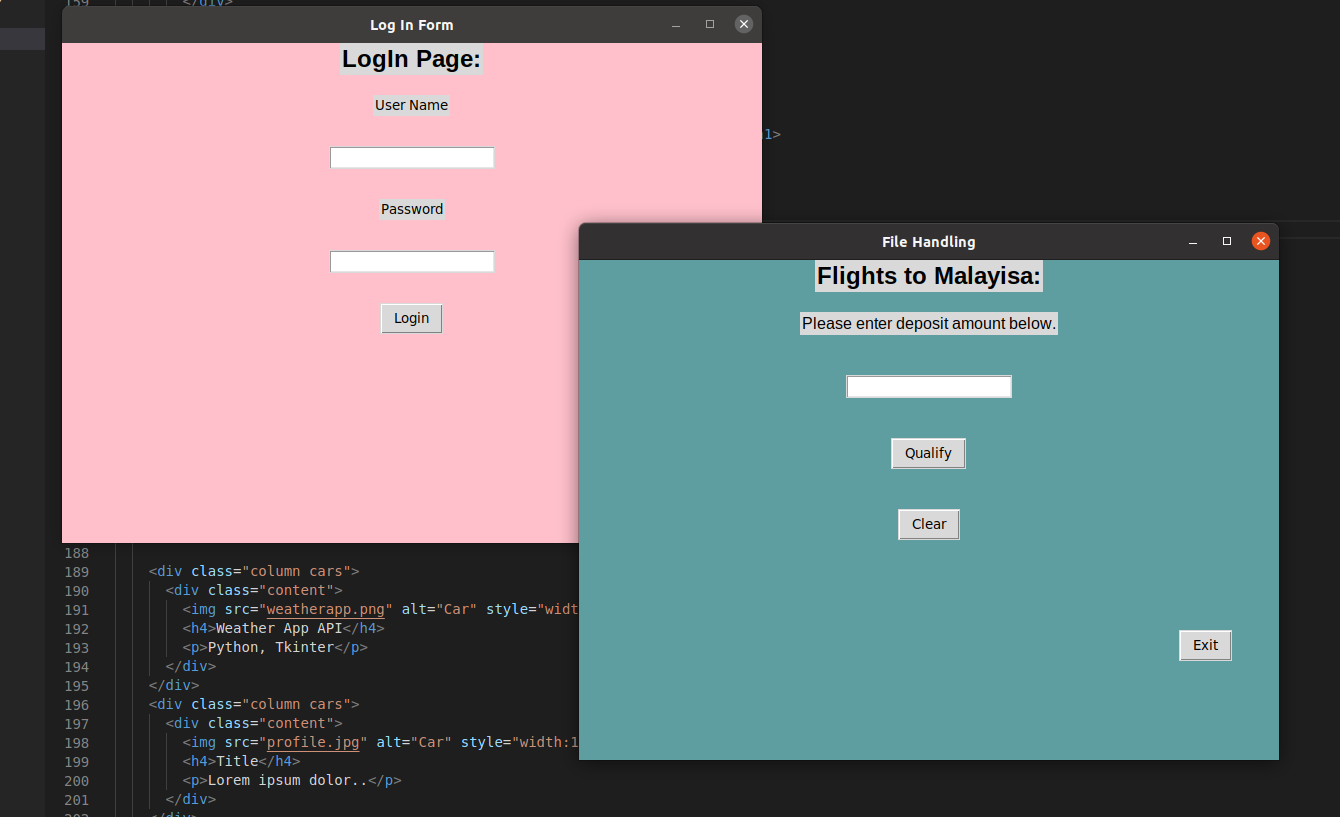 159 </div>
Log In Form
LogIn Page:
User Name
1>
Password
Login
File Handling
Flights to Malayisa:
Please enter deposit amount below.
Qualify
Clear
Exit
188
189 <div class="column cars">
190 <div class="content">
191 <img src="weatherapp.png" alt="Car" style="widt
192 <h4>Weather App API</h4>
193 <p>Python, Tkinter</p>
194 </div>
195 </div>
196 <div class="column cars">
197 <div class="content">
198 <img src="profile.jpg" alt="Car" style="width:1
199 <h4>Title</h4>
200 <p>Lorem ipsum dolor..</p>
201 </div>
202 </div>